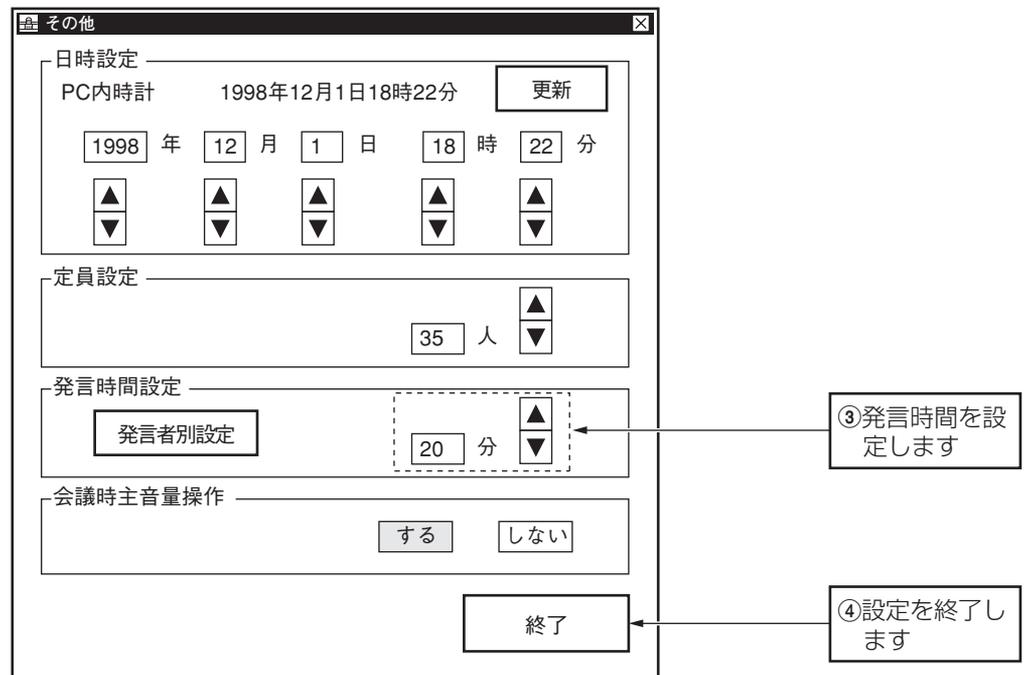 その他
日時設定
PC内時計 1998年12月1日18時22分 更新
1998 年 12 月 1 日 18 時 22 分
▲ ▲ ▲ ▲ ▲
▼ ▼ ▼ ▼ ▼
定員設定
▲
35 人 ▼
発言時間設定
発言者別設定
▲
20 分 ▼
③発言時間を設
定します
会議時主音量操作
する しない
終了
④設定を終了し
ます